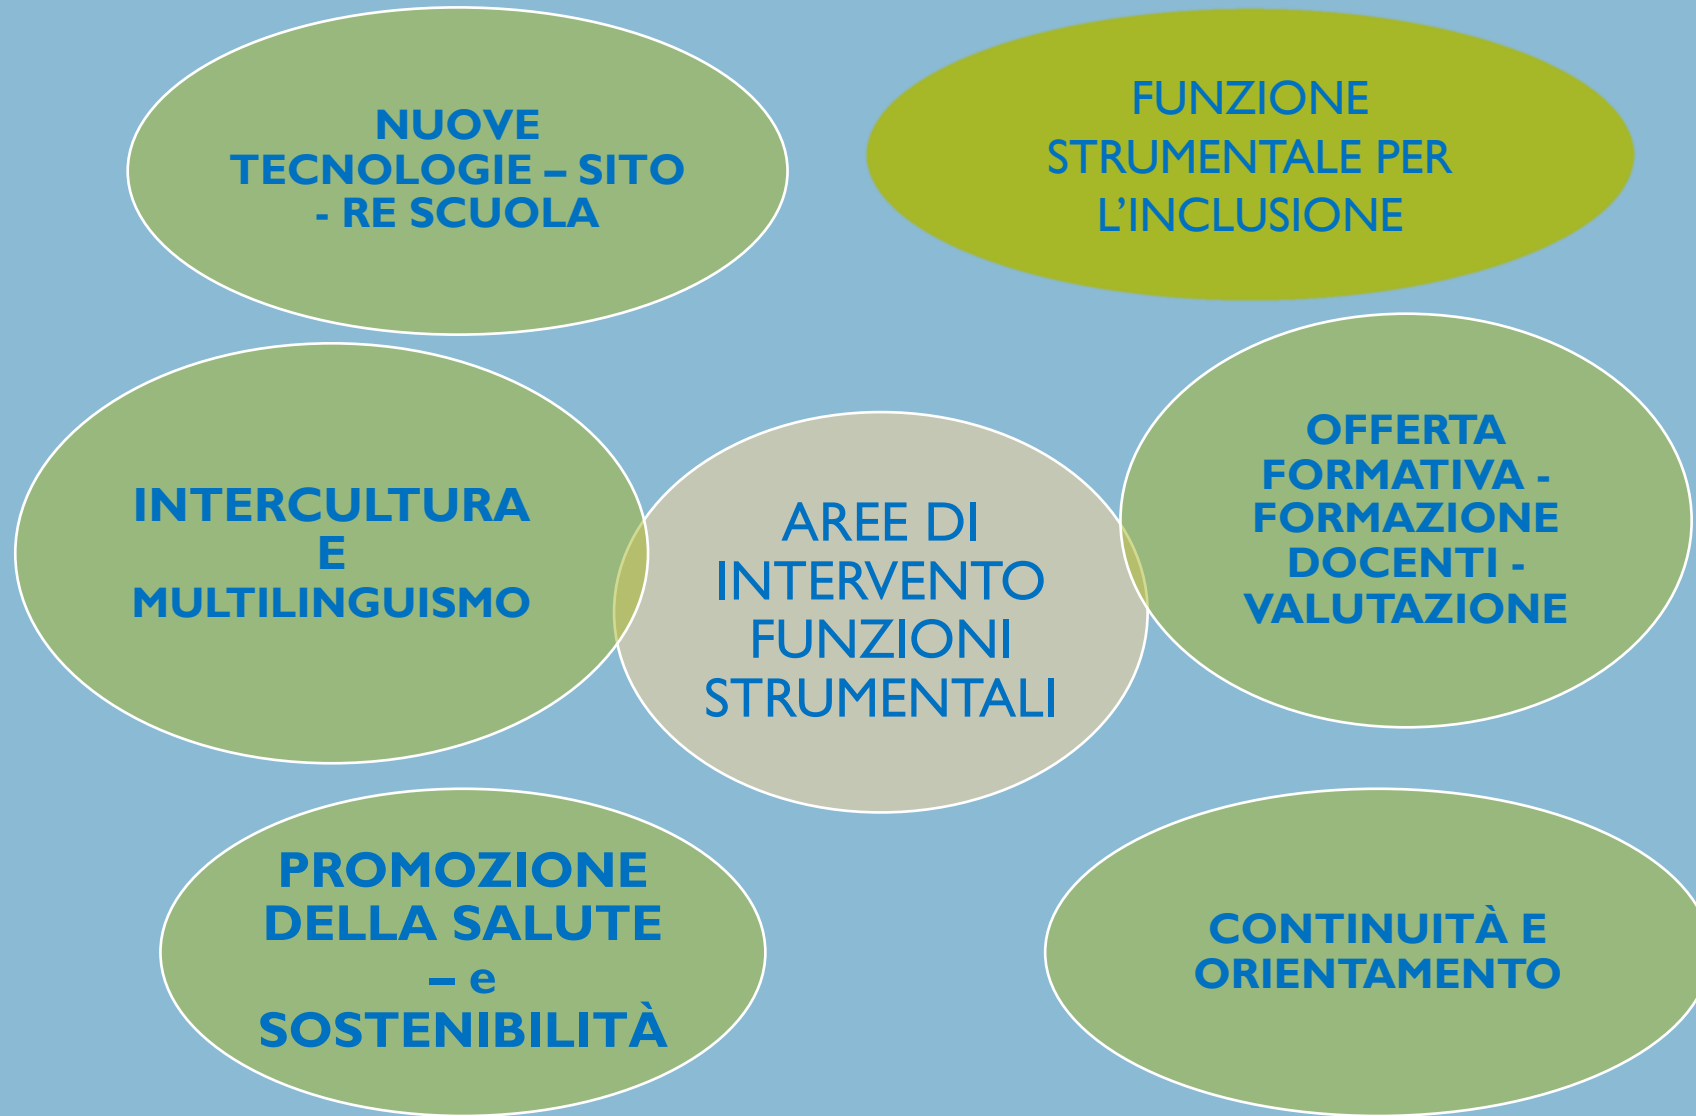 NUOVE
TECNOLOGIE – SITO
- RE SCUOLA
FUNZIONE
STRUMENTALE PER
L’INCLUSIONE
INTERCULTURA
E
MULTILINGUISMO
AREE DI
INTERVENTO
FUNZIONI
STRUMENTALI
OFFERTA
FORMATIVA -
FORMAZIONE
DOCENTI -
VALUTAZIONE
PROMOZIONE
DELLA SALUTE
– e
SOSTENIBILITÀ
CONTINUITÀ E
ORIENTAMENTO